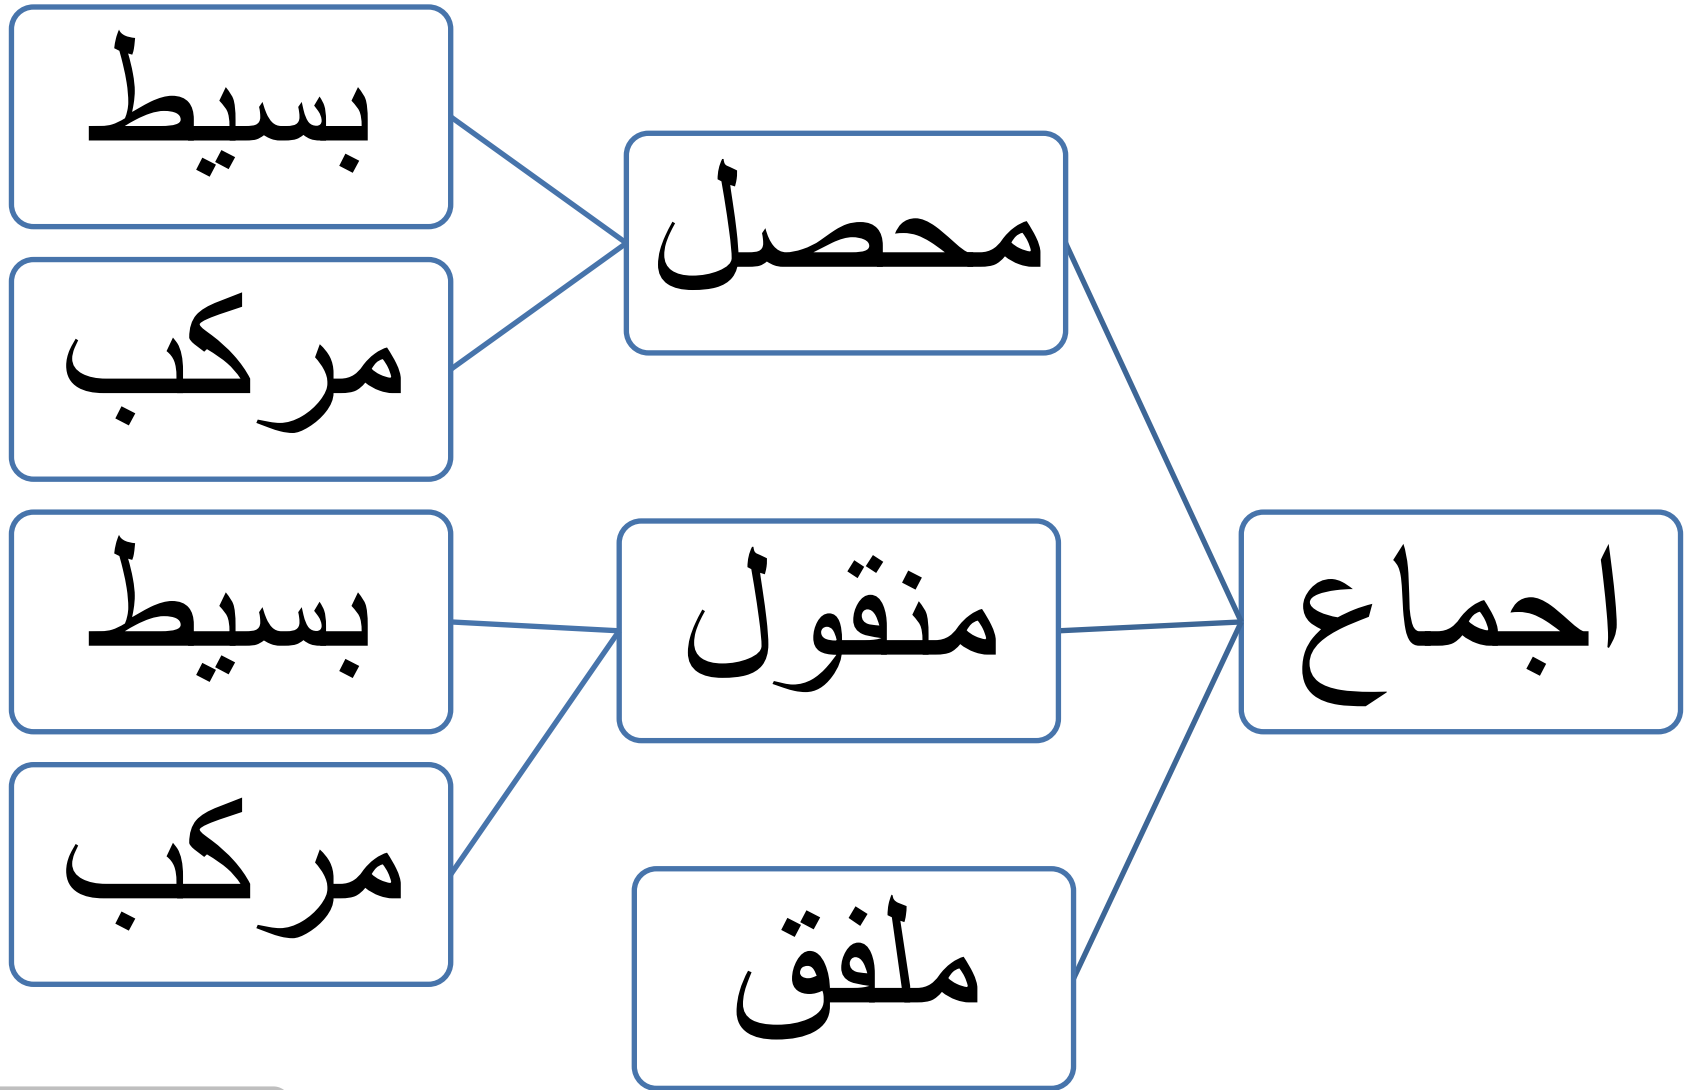 اجماع
محصل
بسيط
مركب
منقول
بسيط
مركب
ملفق